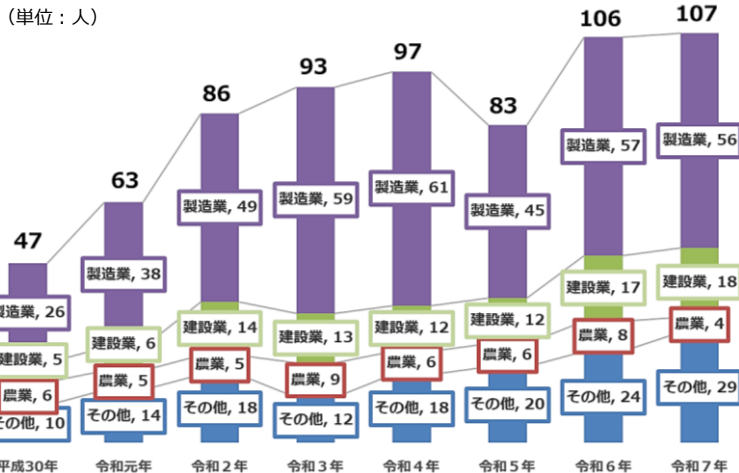 （単位：人）
47
63
86
93
97
83
106
107
製造業, 26
製造業, 38
製造業, 49
製造業, 59
製造業, 61
製造業, 45
製造業, 57
製造業, 56
建設業, 5
建設業, 6
建設業, 14
建設業, 13
建設業, 12
建設業, 12
建設業, 17
建設業, 18
農業, 6
農業, 5
農業, 5
農業, 9
農業, 6
農業, 6
農業, 8
農業, 4
その他, 10
その他, 14
その他, 18
その他, 12
その他, 18
その他, 20
その他, 24
その他, 29
平成30年
令和元年
令和２年
令和３年
令和４年
令和５年
令和６年
令和７年